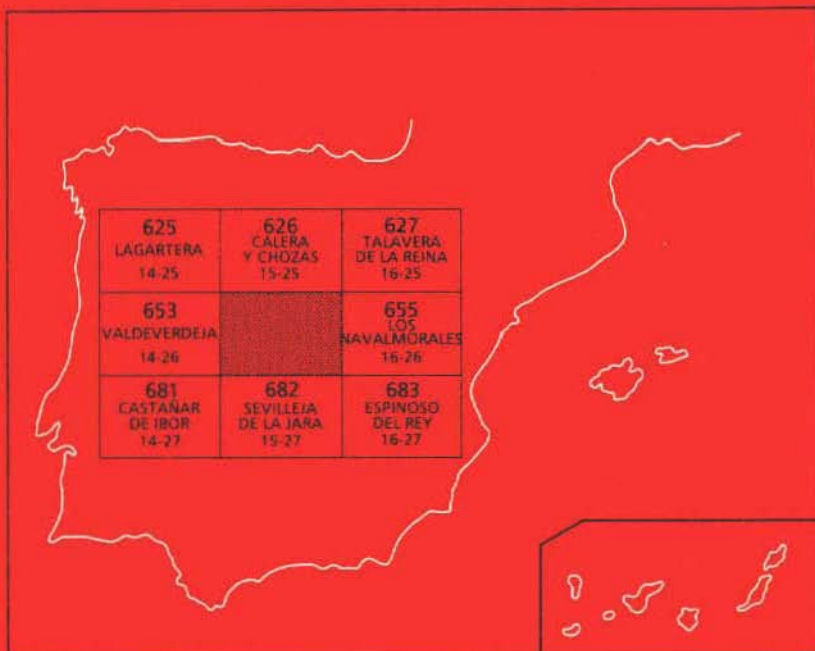 625
LAGARTERA
14-25
626
CALERA
Y CHOZAS
15-25
627
TALAVERA
DE LA REINA
16-25
653
VALDEVERDEJA
14-26
655
LOS
NAVALMORALES
16-26
681
CASTAÑAR
DE IBOR
14-27
682
SEVILLEJA
DE LA JARA
15-27
683
ESPINOSO
DEL REY
16-27